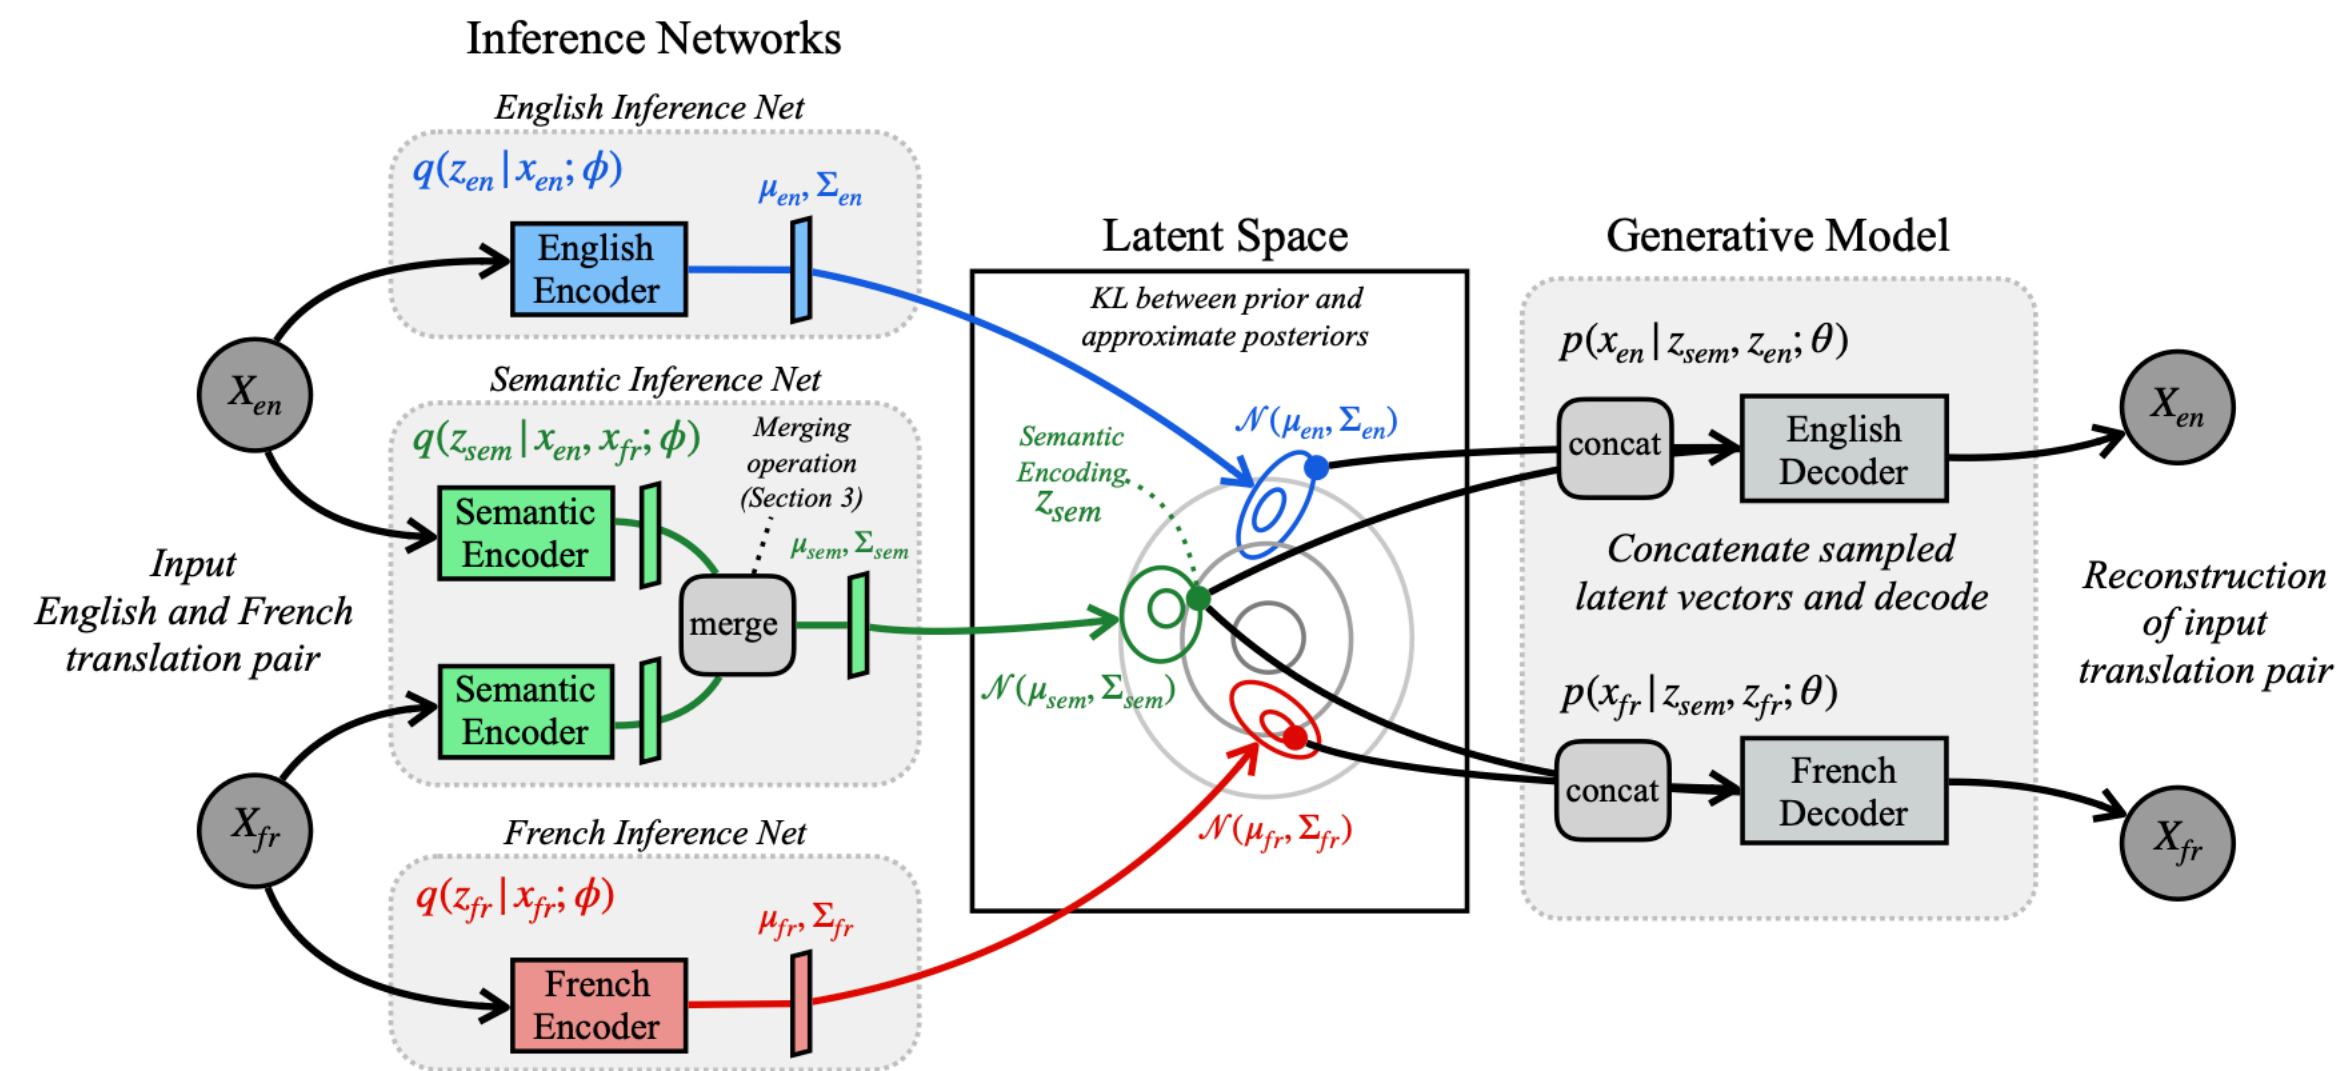 Inference Networks
English Inference Net
q(z_en | x_en; ϕ)
μ_en, Σ_en
English
Encoder
X_en
Semantic Inference Net
q(z_sem | x_en, x_fr; ϕ)
Merging
operation
(Section 3)
Semantic
Encoder
μ_sem, Σ_sem
merge
Semantic
Encoder
Input
English and French
translation pair
X_fr
French Inference Net
q(z_fr | x_fr; ϕ)
μ_fr, Σ_fr
French
Encoder
Latent Space
KL between prior and
approximate posteriors
𝒩(μ_en, Σ_en)
Semantic
Encoding
z_sem
𝒩(μ_sem, Σ_sem)
𝒩(μ_fr, Σ_fr)
Generative Model
p(x_en | z_sem, z_en; θ)
concat
English
Decoder
Concatenate sampled
latent vectors and decode
p(x_fr | z_sem, z_fr; θ)
concat
French
Decoder
X_en
Reconstruction
of input
translation pair
X_fr